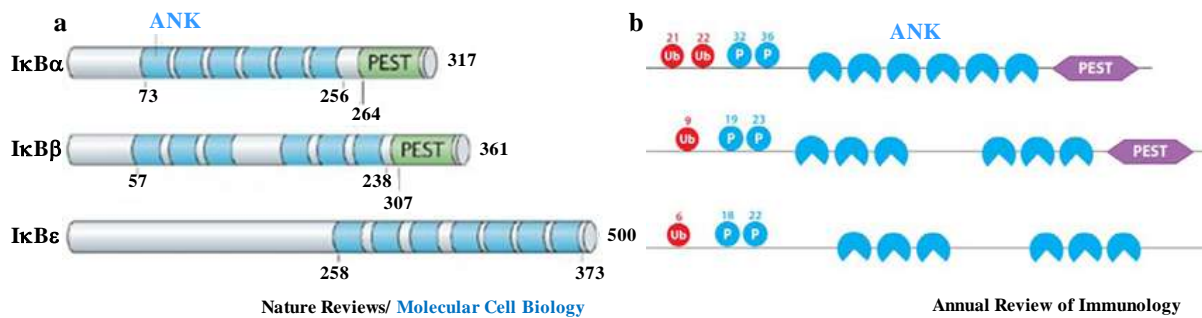 a
ANK
IκBα
PEST
317
73
256
264
IκBβ
PEST
361
57
238
307
IκBε
500
258
373
Nature Reviews/ Molecular Cell Biology
b
ANK
21 22 32 36
Ub Ub P P
PEST
9 19 23
Ub P P
PEST
6 18 22
Ub P P
Annual Review of Immunology